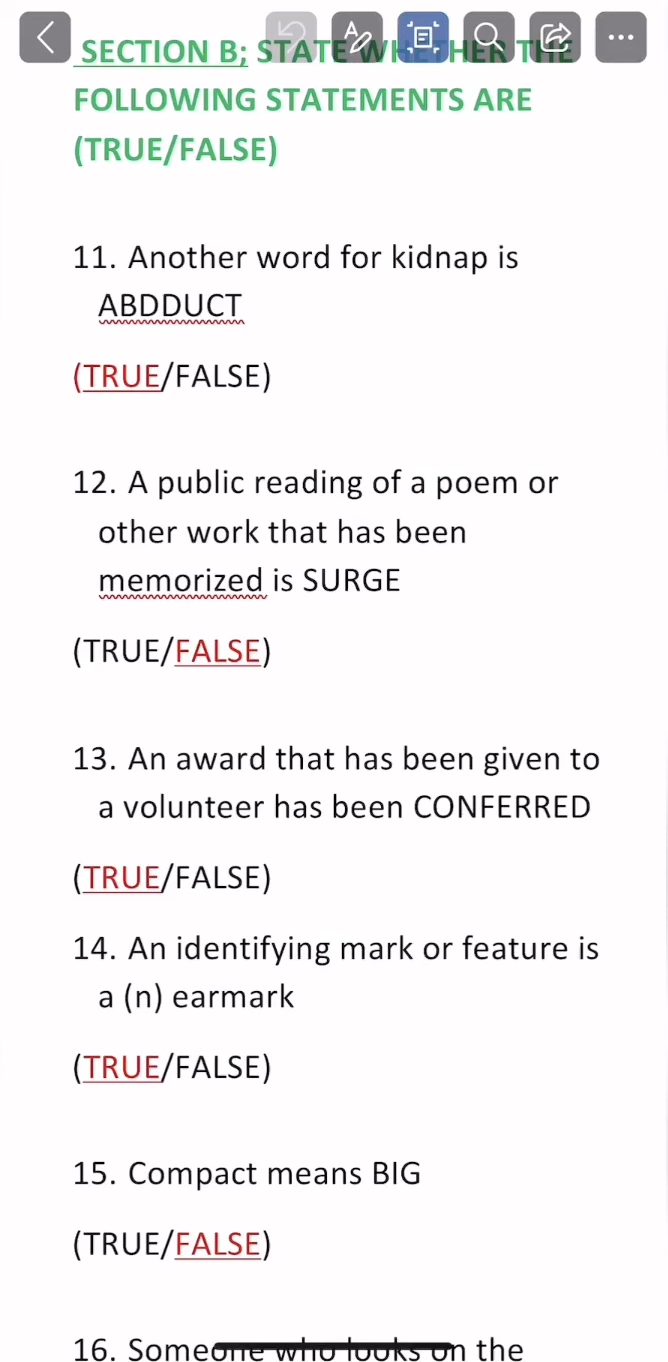 SECTION B; STATE WHETHER THE
FOLLOWING STATEMENTS ARE
(TRUE/FALSE)
11. Another word for kidnap is
ABDDUCT
(TRUE/FALSE)
12. A public reading of a poem or
other work that has been
memorized is SURGE
(TRUE/FALSE)
13. An award that has been given to
a volunteer has been CONFERRED
(TRUE/FALSE)
14. An identifying mark or feature is
a (n) earmark
(TRUE/FALSE)
15. Compact means BIG
(TRUE/FALSE)
16. Someone who looks on the